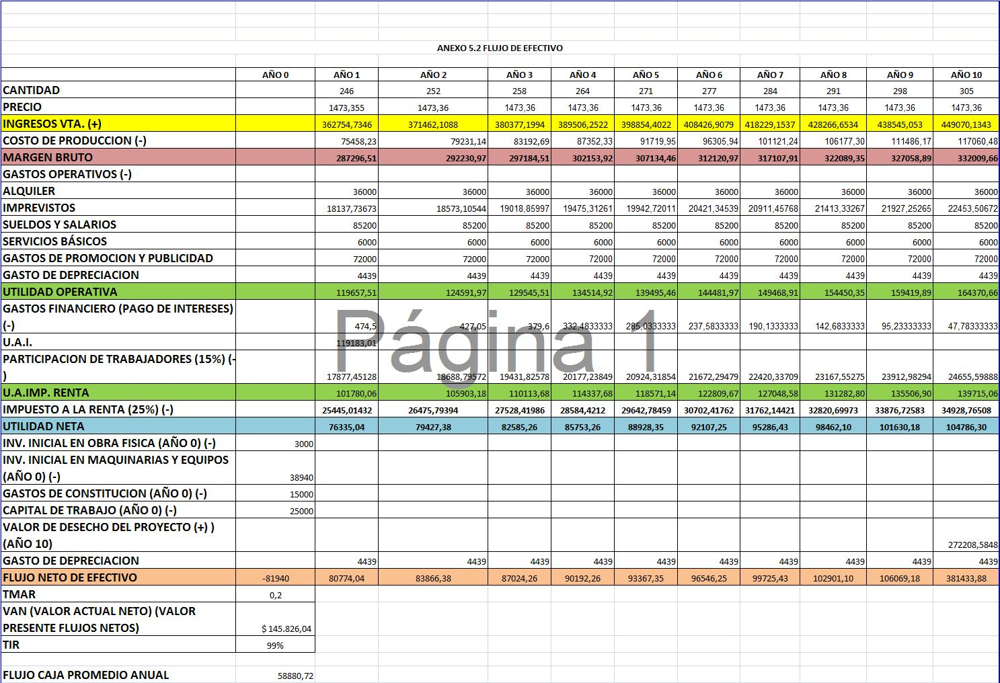 ANEXO 5.2 FLUJO DE EFECTIVO
AÑO 0 AÑO 1 AÑO 2 AÑO 3 AÑO 4 AÑO 5 AÑO 6 AÑO 7 AÑO 8 AÑO 9 AÑO 10
CANTIDAD 246 252 258 264 271 277 284 291 298 305
PRECIO 1473,355 1473,36 1473,36 1473,36 1473,36 1473,36 1473,36 1473,36 1473,36 1473,36
INGRESOS VTA. (+) 362754,7346 371462,1088 380377,1994 389506,2522 398854,4022 408426,9079 418229,1537 428266,6534 438545,053 449070,1343
COSTO DE PRODUCCION (-) 75458,23 79231,14 83192,69 87352,33 91719,95 96305,94 101121,24 106177,30 111486,17 117060,48
MARGEN BRUTO 287296,51 292230,97 297184,51 302153,92 307134,46 312120,97 317107,91 322089,35 327058,89 332009,66
GASTOS OPERATIVOS (-)
ALQUILER 36000 36000 36000 36000 36000 36000 36000 36000 36000 36000
IMPREVISTOS 18137,73673 18573,10544 19018,85997 19475,31261 19942,72011 20421,34539 20911,45768 21413,33267 21927,25265 22453,50672
SUELDOS Y SALARIOS 85200 85200 85200 85200 85200 85200 85200 85200 85200 85200
SERVICIOS BÁSICOS 6000 6000 6000 6000 6000 6000 6000 6000 6000 6000
GASTOS DE PROMOCION Y PUBLICIDAD 72000 72000 72000 72000 72000 72000 72000 72000 72000 72000
GASTO DE DEPRECIACION 4439 4439 4439 4439 4439 4439 4439 4439 4439 4439
UTILIDAD OPERATIVA 119657,51 124591,97 129545,51 134514,92 139495,46 144481,97 149468,91 154450,35 159419,89 164370,66
GASTOS FINANCIERO (PAGO DE INTERESES)
(-) 474,5 427,05 379,6 332,4833333 285,0333333 237,5833333 190,1333333 142,6833333 95,23333333 47,78333333
Página 1
U.A.I. 119183,01
PARTICIPACION DE TRABAJADORES (15%) (-
) 17877,45128 18688,79572 19431,82578 20177,23849 20924,31854 21672,29479 22420,33709 23167,55275 23912,98294 24655,59888
U.A.IMP. RENTA 101780,06 105903,18 110113,68 114337,68 118571,14 122809,67 127048,58 131282,80 135506,90 139715,06
IMPUESTO A LA RENTA (25%) (-) 25445,01432 26475,79394 27528,41986 28584,4212 29642,78459 30702,41762 31762,14421 32820,69973 33876,72583 34928,76508
UTILIDAD NETA 76335,04 79427,38 82585,26 85753,26 88928,35 92107,25 95286,43 98462,10 101630,18 104786,30
INV. INICIAL EN OBRA FISICA (AÑO 0) (-) 3000
INV. INICIAL EN MAQUINARIAS Y EQUIPOS
(AÑO 0) (-) 38940
GASTOS DE CONSTITUCION (AÑO 0) (-) 15000
CAPITAL DE TRABAJO (AÑO 0) (-) 25000
VALOR DE DESECHO DEL PROYECTO (+) )
(AÑO 10) 272208,5848
GASTO DE DEPRECIACION 4439 4439 4439 4439 4439 4439 4439 4439 4439 4439
FLUJO NETO DE EFECTIVO -81940 80774,04 83866,38 87024,26 90192,26 93367,35 96546,25 99725,43 102901,10 106069,18 381433,88
TMAR 0,2
VAN (VALOR ACTUAL NETO) (VALOR
PRESENTE FLUJOS NETOS) $ 145.826,04
TIR 99%
FLUJO CAJA PROMEDIO ANUAL 58880,72